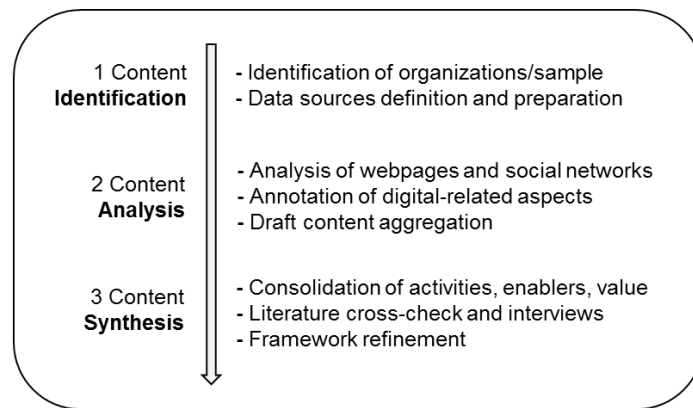 1 Content
Identification
- Identification of organizations/sample
- Data sources definition and preparation
2 Content
Analysis
- Analysis of webpages and social networks
- Annotation of digital-related aspects
- Draft content aggregation
3 Content
Synthesis
- Consolidation of activities, enablers, value
- Literature cross-check and interviews
- Framework refinement